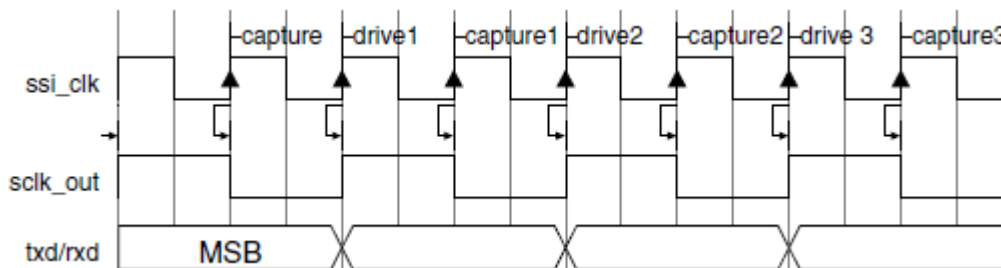 capture drive1 capture1 drive2 capture2 drive 3 capture3
ssi_clk
sclk_out
txd/rxd MSB